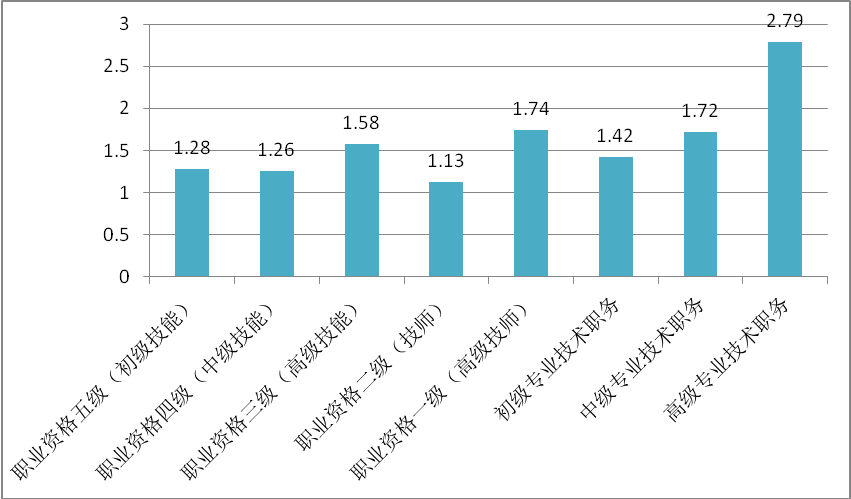 3
2.5
2
1.5
1
0.5
0
1.28
1.26
1.58
1.13
1.74
1.42
1.72
2.79
职业资格五级（初级技能）
职业资格四级（中级技能）
职业资格三级（高级技能）
职业资格二级（技师）
职业资格一级（高级技师）
初级专业技术职务
中级专业技术职务
高级专业技术职务